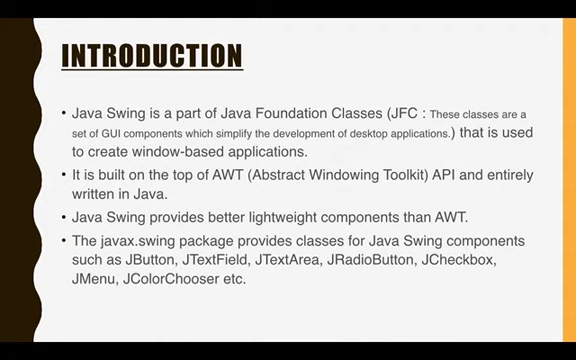 INTRODUCTION
• Java Swing is a part of Java Foundation Classes (JFC : These classes are a
set of GUI components which simplify the development of desktop applications.) that is used
to create window-based applications.
• It is built on the top of AWT (Abstract Windowing Toolkit) API and entirely
written in Java.
• Java Swing provides better lightweight components than AWT.
• The javax.swing package provides classes for Java Swing components
such as JButton, JTextField, JTextArea, JRadioButton, JCheckbox,
JMenu, JColorChooser etc.